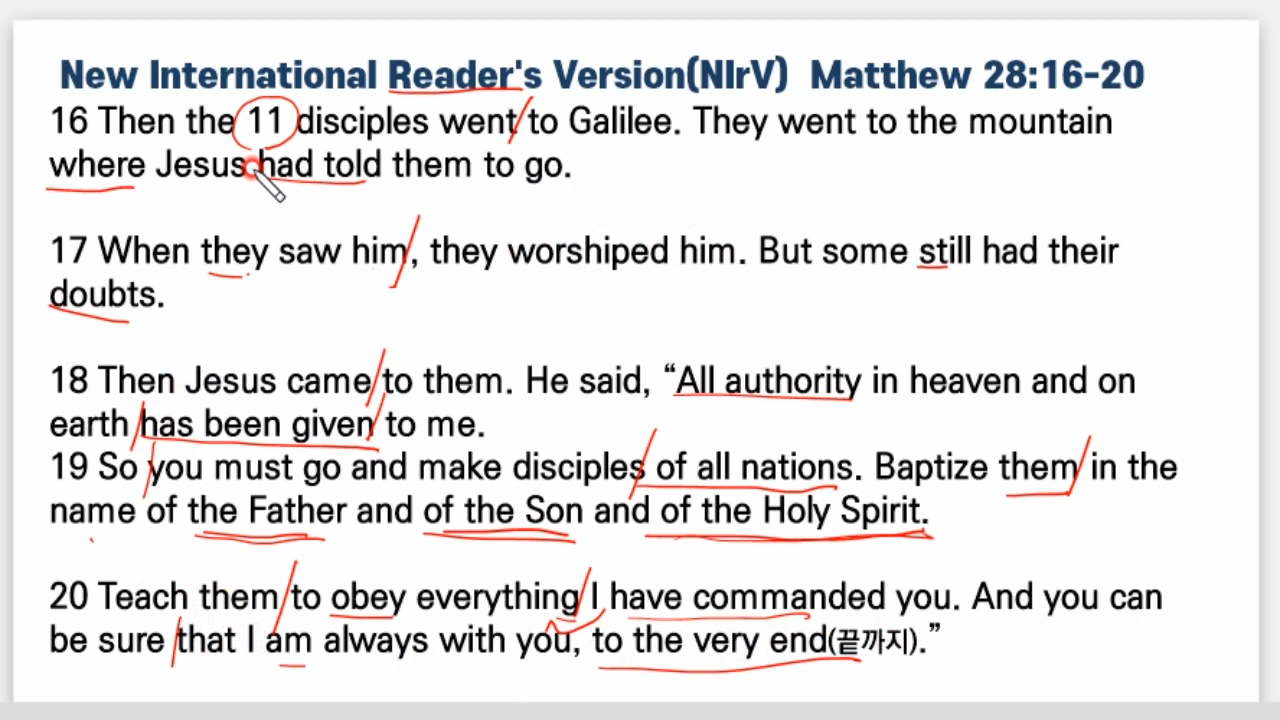 New International Reader's Version(NIrV)  Matthew 28:16-20
16 Then the 11 disciples went to Galilee. They went to the mountain
where Jesus had told them to go.
17 When they saw him, they worshiped him. But some still had their
doubts.
18 Then Jesus came to them. He said, “All authority in heaven and on
earth has been given to me.
19 So you must go and make disciples of all nations. Baptize them in the
name of the Father and of the Son and of the Holy Spirit.
20 Teach them to obey everything I have commanded you. And you can
be sure that I am always with you, to the very end(끝까지).”